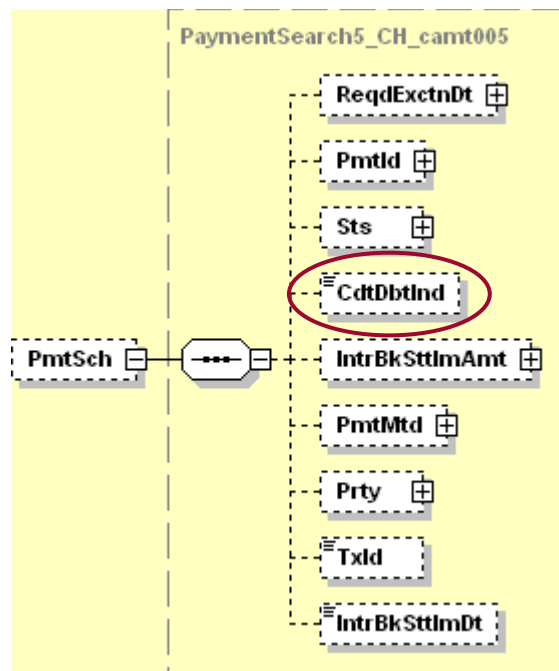 PaymentSearch5_CH_camt005
ReqdExctnDt
PmtId
Sts
CdtDbtInd
PmtSch
IntrBkSttlmAmt
PmtMtd
Prty
TxId
IntrBkSttlmDt